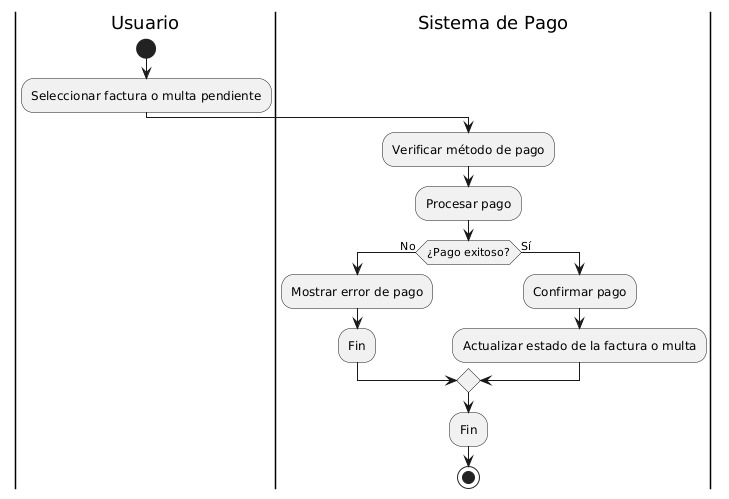 Usuario
Sistema de Pago
Seleccionar factura o multa pendiente
Verificar método de pago
Procesar pago
No
¿Pago exitoso?
Sí
Mostrar error de pago
Confirmar pago
Fin
Actualizar estado de la factura o multa
Fin